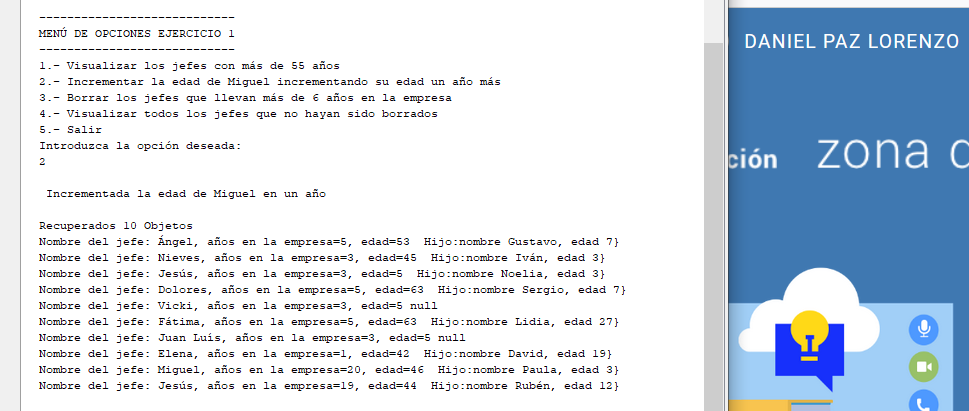 ----------------------------
MENÚ DE OPCIONES EJERCICIO 1
----------------------------
1.- Visualizar los jefes con más de 55 años
2.- Incrementar la edad de Miguel incrementando su edad un año más
3.- Borrar los jefes que llevan más de 6 años en la empresa
4.- Visualizar todos los jefes que no hayan sido borrados
5.- Salir
Introduzca la opción deseada:
2
Incrementada la edad de Miguel en un año
Recuperados 10 Objetos
Nombre del jefe: Ángel, años en la empresa=5, edad=53  Hijo:nombre Gustavo, edad 7}
Nombre del jefe: Nieves, años en la empresa=3, edad=45  Hijo:nombre Iván, edad 3}
Nombre del jefe: Jesús, años en la empresa=3, edad=5  Hijo:nombre Noelia, edad 3}
Nombre del jefe: Dolores, años en la empresa=5, edad=63  Hijo:nombre Sergio, edad 7}
Nombre del jefe: Vicki, años en la empresa=3, edad=5 null
Nombre del jefe: Fátima, años en la empresa=5, edad=63  Hijo:nombre Lidia, edad 27}
Nombre del jefe: Juan Luís, años en la empresa=3, edad=5 null
Nombre del jefe: Elena, años en la empresa=1, edad=42  Hijo:nombre David, edad 19}
Nombre del jefe: Miguel, años en la empresa=20, edad=46  Hijo:nombre Paula, edad 3}
Nombre del jefe: Jesús, años en la empresa=19, edad=44  Hijo:nombre Rubén, edad 12}
DANIEL PAZ LORENZO
ción zona d